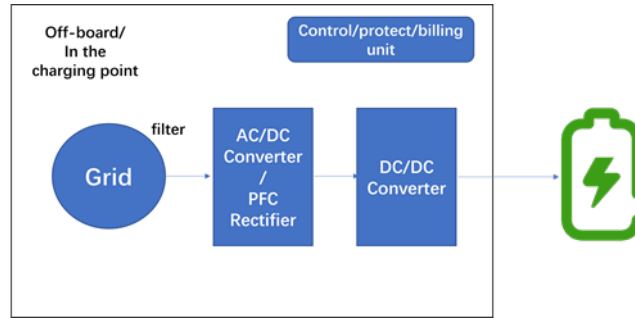 Off-board/
In the
charging point
Control/protect/billing
unit
filter
Grid
AC/DC
Converter
/
PFC
Rectifier
DC/DC
Converter